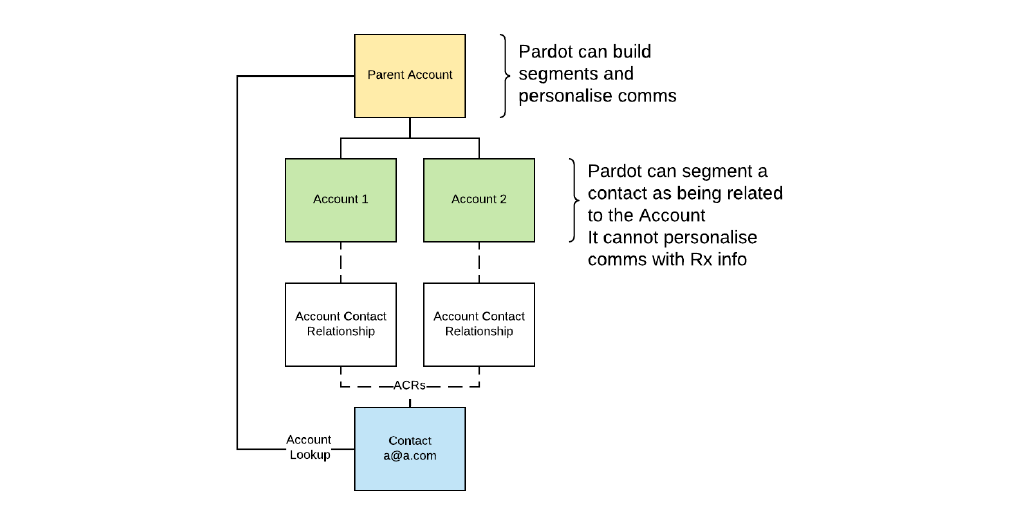 Parent Account
Pardot can build
segments and
personalise comms
Account 1
Account 2
Pardot can segment a
contact as being related
to the Account
It cannot personalise
comms with Rx info
Account Contact
Relationship
Account Contact
Relationship
ACRs
Account
Lookup
Contact
a@a.com